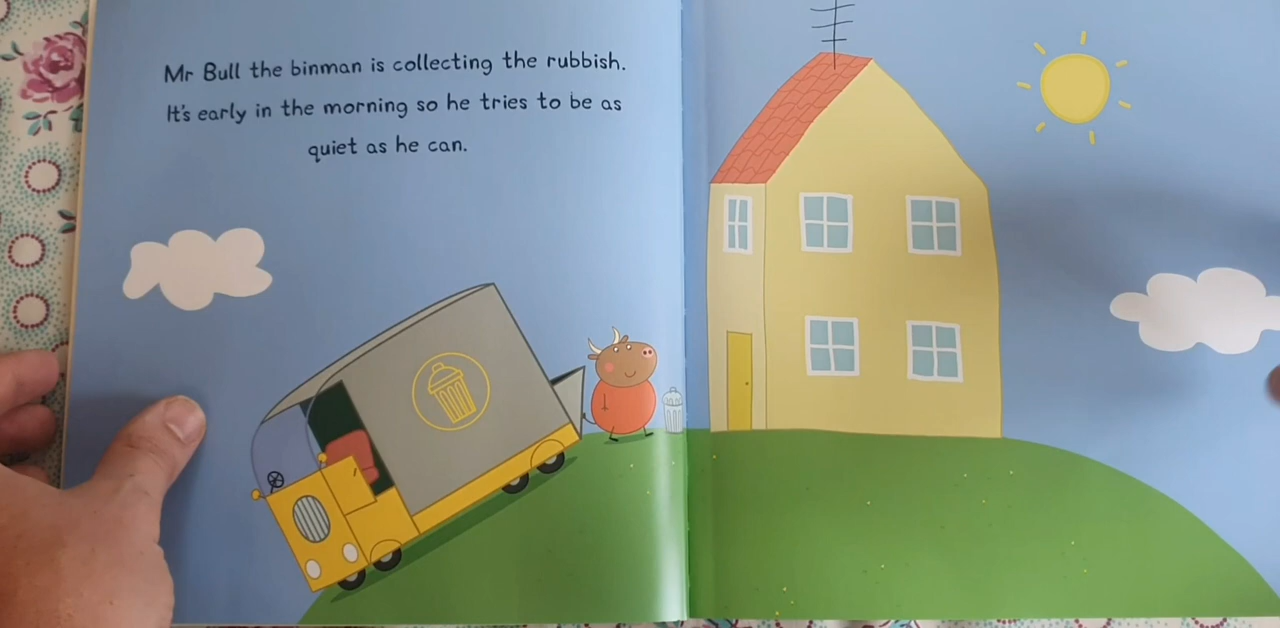 Mr Bull the binman is collecting the rubbish.
It's early in the morning so he tries to be as
quiet as he can.